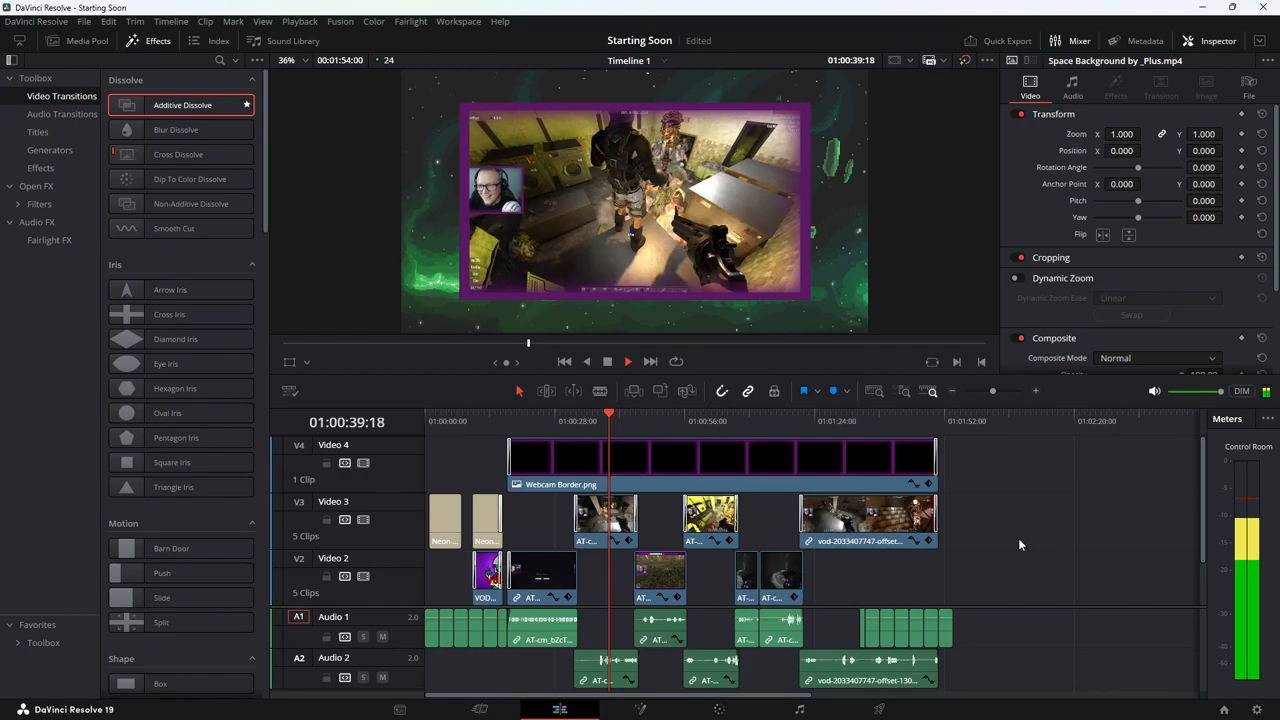 DaVinci Resolve - Starting Soon
DaVinci Resolve File Edit Trim Timeline Clip Mark View Playback Fusion Color Fairlight Workspace Help
Media Pool Effects Index Sound Library Starting Soon Edited Quick Export Mixer Metadata Inspector
36% 01:00:54:00 24 Timeline 1 01:00:39:18 Space Background by _Plus.mp4
Toolbox
Video Transitions
Audio Transitions
Titles
Generators
Effects
Open FX
Filters
Audio FX
Fairlight FX
Favorites
Toolbox
Dissolve
Additive Dissolve
Blur Dissolve
Cross Dissolve
Dip To Color Dissolve
Non-Additive Dissolve
Smooth Cut
Iris
Arrow Iris
Cross Iris
Diamond Iris
Eye Iris
Hexagon Iris
Oval Iris
Pentagon Iris
Square Iris
Triangle Iris
Motion
Barn Door
Push
Slide
Split
Shape
Box
Video Audio Effects Transition Image File
Transform
Zoom X 1.000 Y 1.000
Position X 0.000 Y 0.000
Rotation Angle 0.000
Anchor Point X 0.000 Y 0.000
Pitch 0.000
Yaw 0.000
Flip
Cropping
Dynamic Zoom
Dynamic Zoom Ease Linear
Swap
Composite
Composite Mode Normal
DIM
01:00:39:18
01:00:00:00 01:00:28:00 01:00:56:00 01:01:24:00 01:01:52:00 01:02:20:00
V4 Video 4
1 Clip
Webcam Border.png
V3 Video 3
5 Clips
Neon ... Neon... AT-c... AT-... vod-2033407747-offset...
V2 Video 2
5 Clips
VOD... AT... AT... AT-... AT-c...
A1 Audio 1 2.0
S M
AT-cm_bZcT... AT... AT-... AT-c...
A2 Audio 2 2.0
S M
AT-c... AT-... vod-2033407747-offset-130...
Meters
Control Room
0
-5
-10
-15
-20
-30
-40
-50
DaVinci Resolve 19